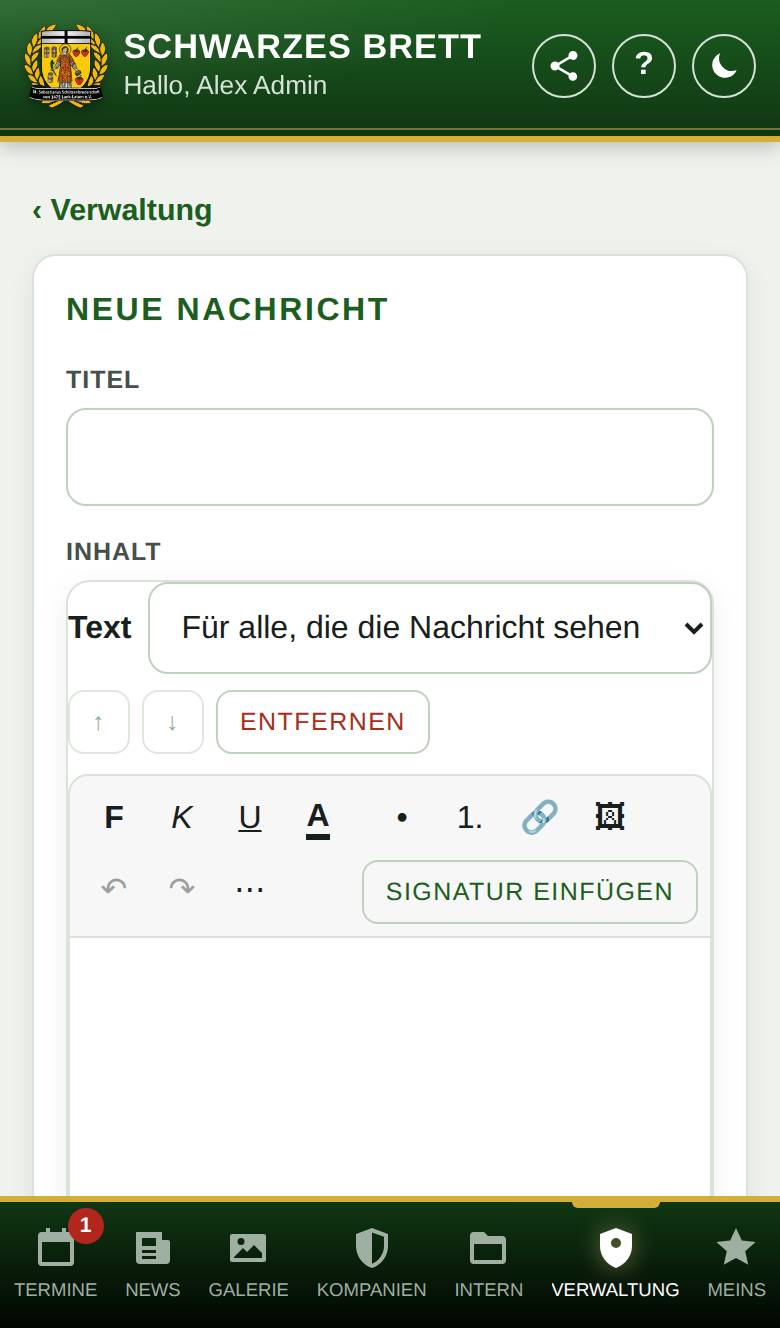 SCHWARZES BRETT
Hallo, Alex Admin
?
‹ Verwaltung
NEUE NACHRICHT
TITEL
INHALT
Text Für alle, die die Nachricht sehen
↑ ↓ ENTFERNEN
F K U A • 1.
↶ ↷ ⋯ SIGNATUR EINFÜGEN
1
TERMINE NEWS GALERIE KOMPANIEN INTERN VERWALTUNG MEINS